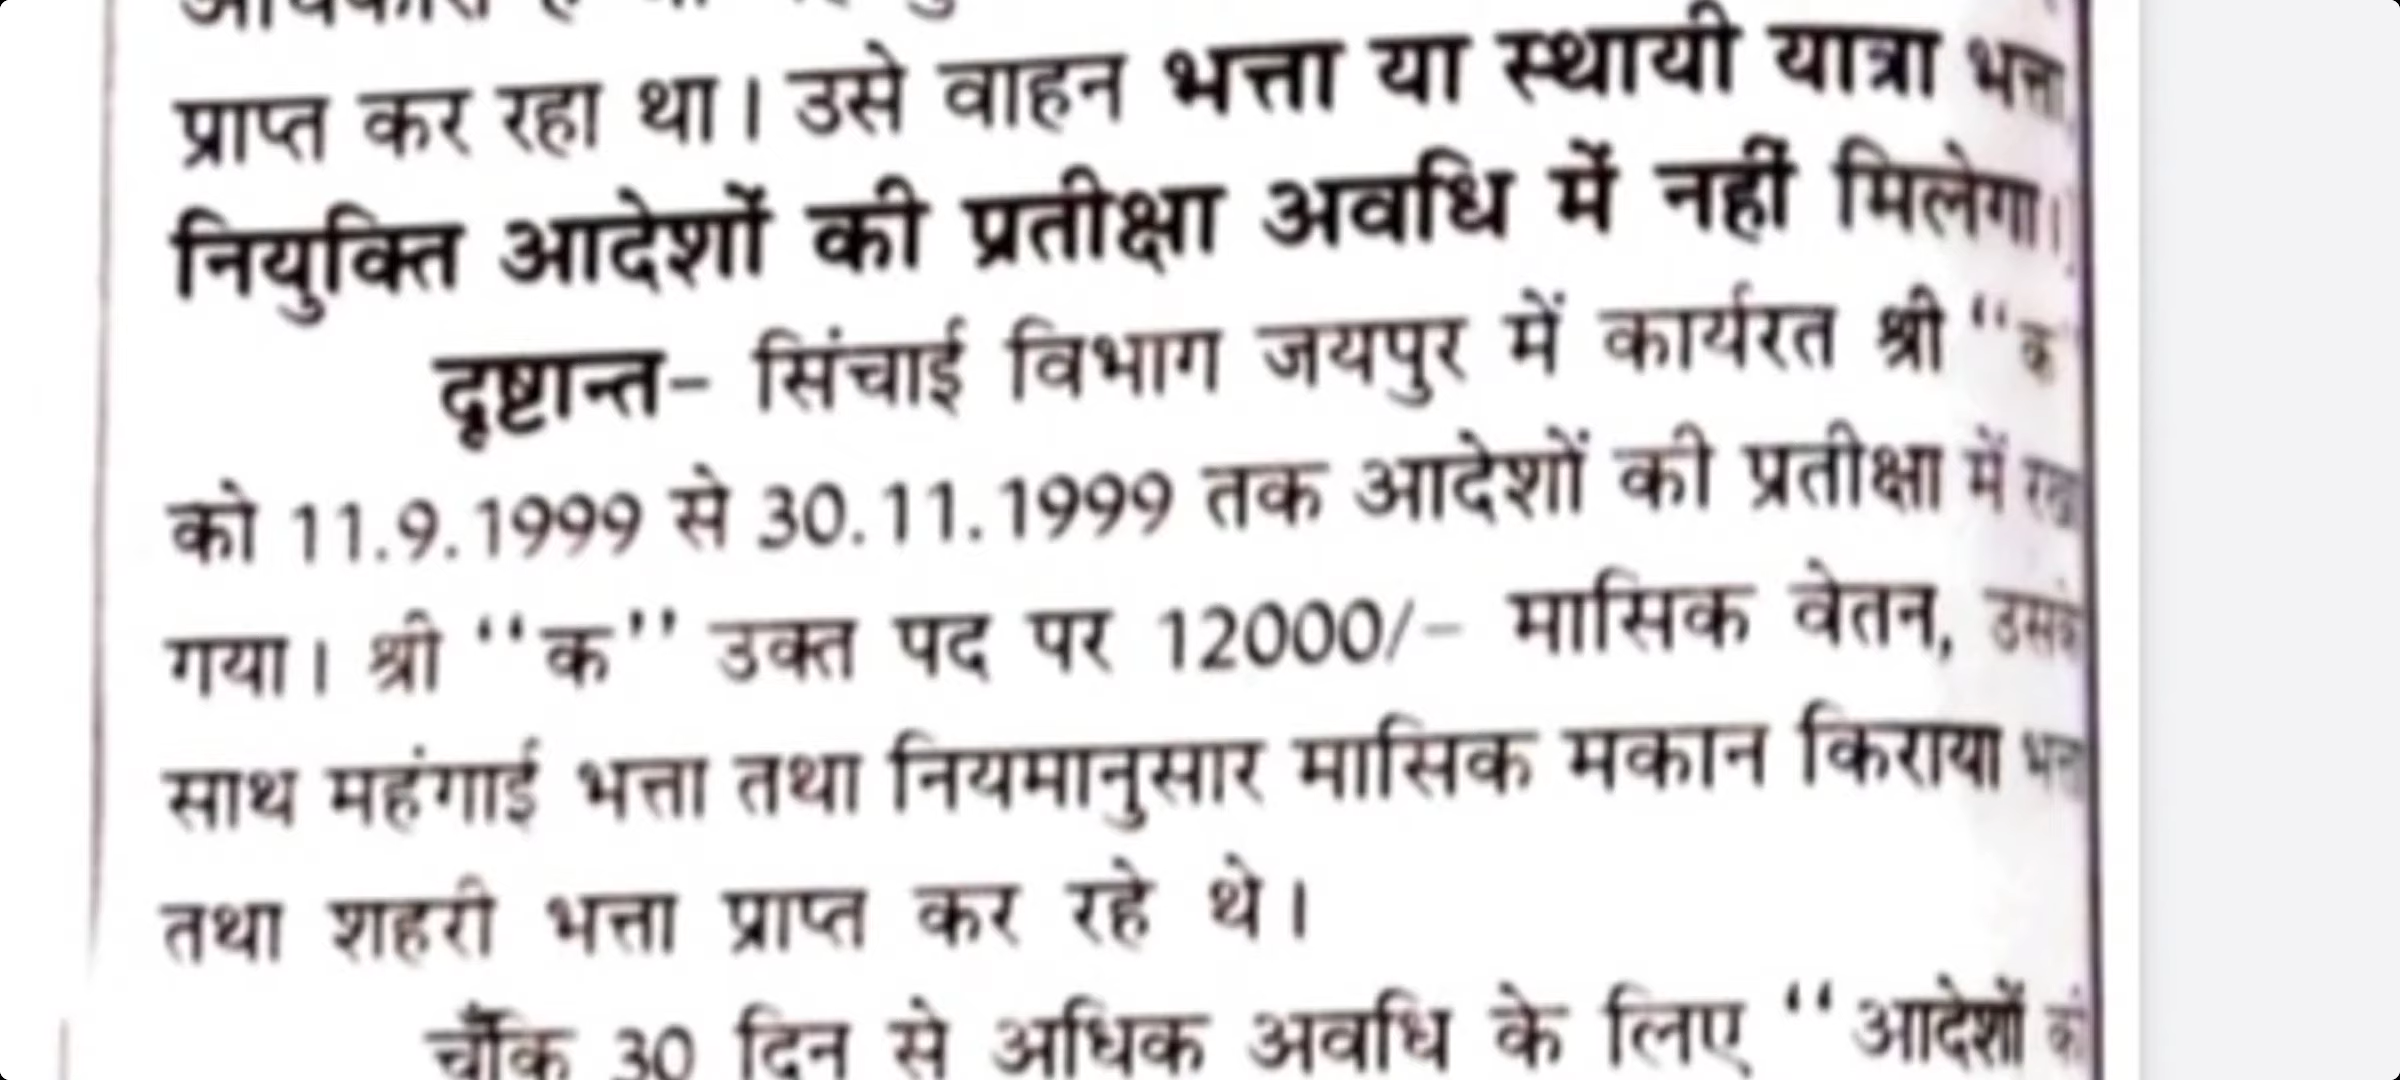 प्राप्त कर रहा था। उसे वाहन भत्ता या स्थायी यात्रा भत्ता
नियुक्ति आदेशों की प्रतीक्षा अवधि में नहीं मिलेगा।
दृष्टान्त- सिंचाई विभाग जयपुर में कार्यरत श्री ‘‘क
को 11.9.1999 से 30.11.1999 तक आदेशों की प्रतीक्षा में रखा
गया। श्री ‘‘क’’ उक्त पद पर 12000/- मासिक वेतन, उसके
साथ महंगाई भत्ता तथा नियमानुसार मासिक मकान किराया भत्ता
तथा शहरी भत्ता प्राप्त कर रहे थे।
चूँकि 30 दिन से अधिक अवधि के लिए ‘‘आदेशों की